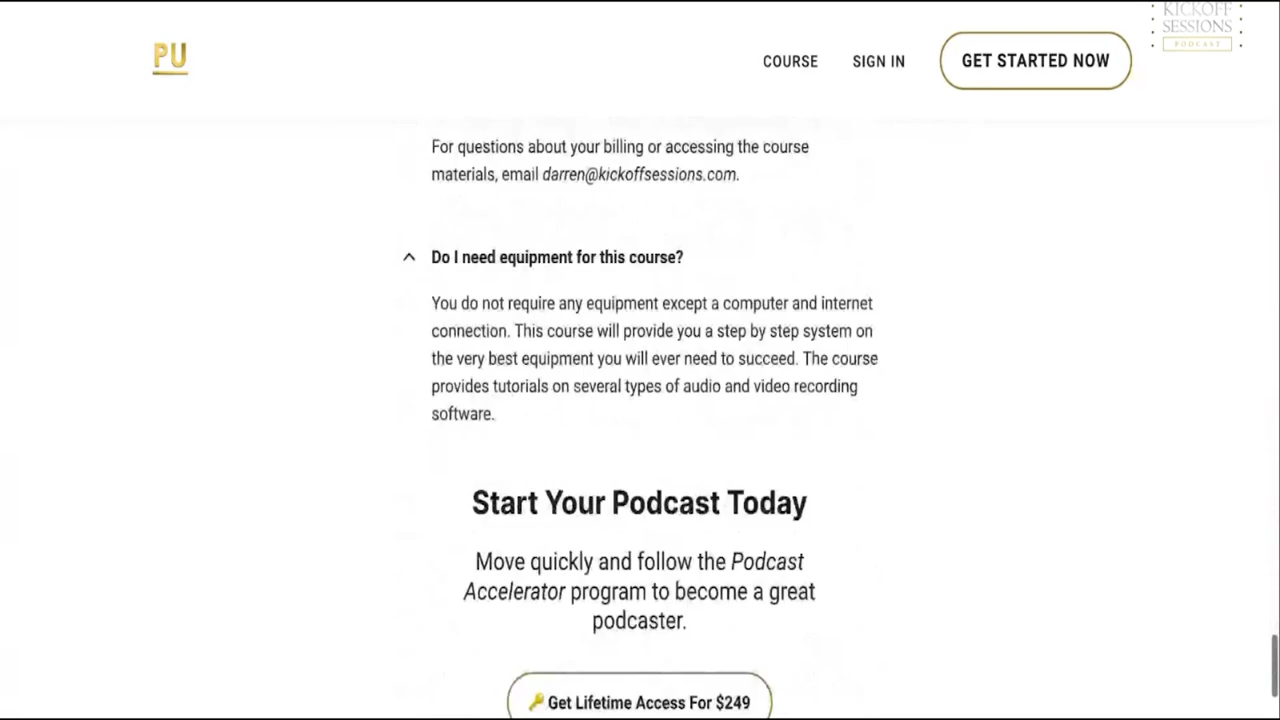 KICKOFF
SESSIONS
PODCAST
PU
COURSE
SIGN IN
GET STARTED NOW
For questions about your billing or accessing the course
materials, email darren@kickoffsessions.com.
Do I need equipment for this course?
You do not require any equipment except a computer and internet
connection. This course will provide you a step by step system on
the very best equipment you will ever need to succeed. The course
provides tutorials on several types of audio and video recording
software.
Start Your Podcast Today
Move quickly and follow the Podcast
Accelerator program to become a great
podcaster.
Get Lifetime Access For $249